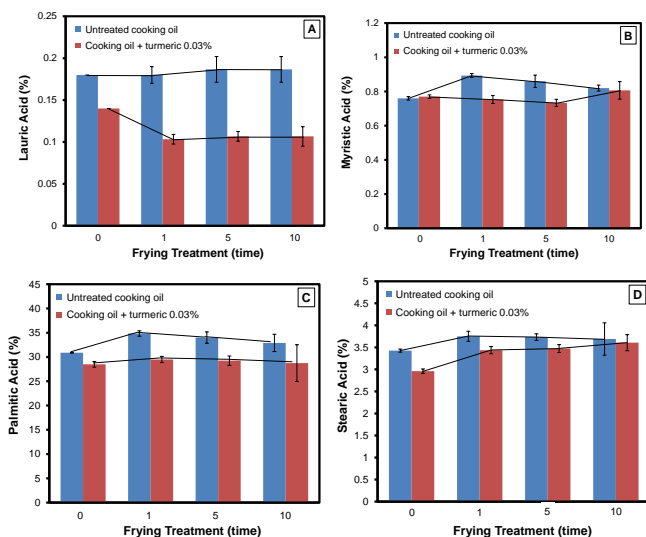 A
Untreated cooking oil
Cooking oil + turmeric 0.03%
Lauric Acid (%)
0.25
0.2
0.15
0.1
0.05
0
0 1 5 10
Frying Treatment (time)
B
Untreated cooking oil
Cooking oil + turmeric 0.03%
Myristic Acid (%)
1.2
1
0.8
0.6
0.4
0.2
0
0 1 5 10
Frying Treatment (time)
C
Untreated cooking oil
Cooking oil + turmeric 0.03%
Palmitic Acid (%)
45
40
35
30
25
20
15
10
5
0
0 1 5 10
Frying Treatment (time)
D
Untreated cooking oil
Cooking oil + turmeric 0.03%
Stearic Acid (%)
5
4.5
4
3.5
3
2.5
2
1.5
1
0.5
0
0 1 5 10
Frying Treatment (time)